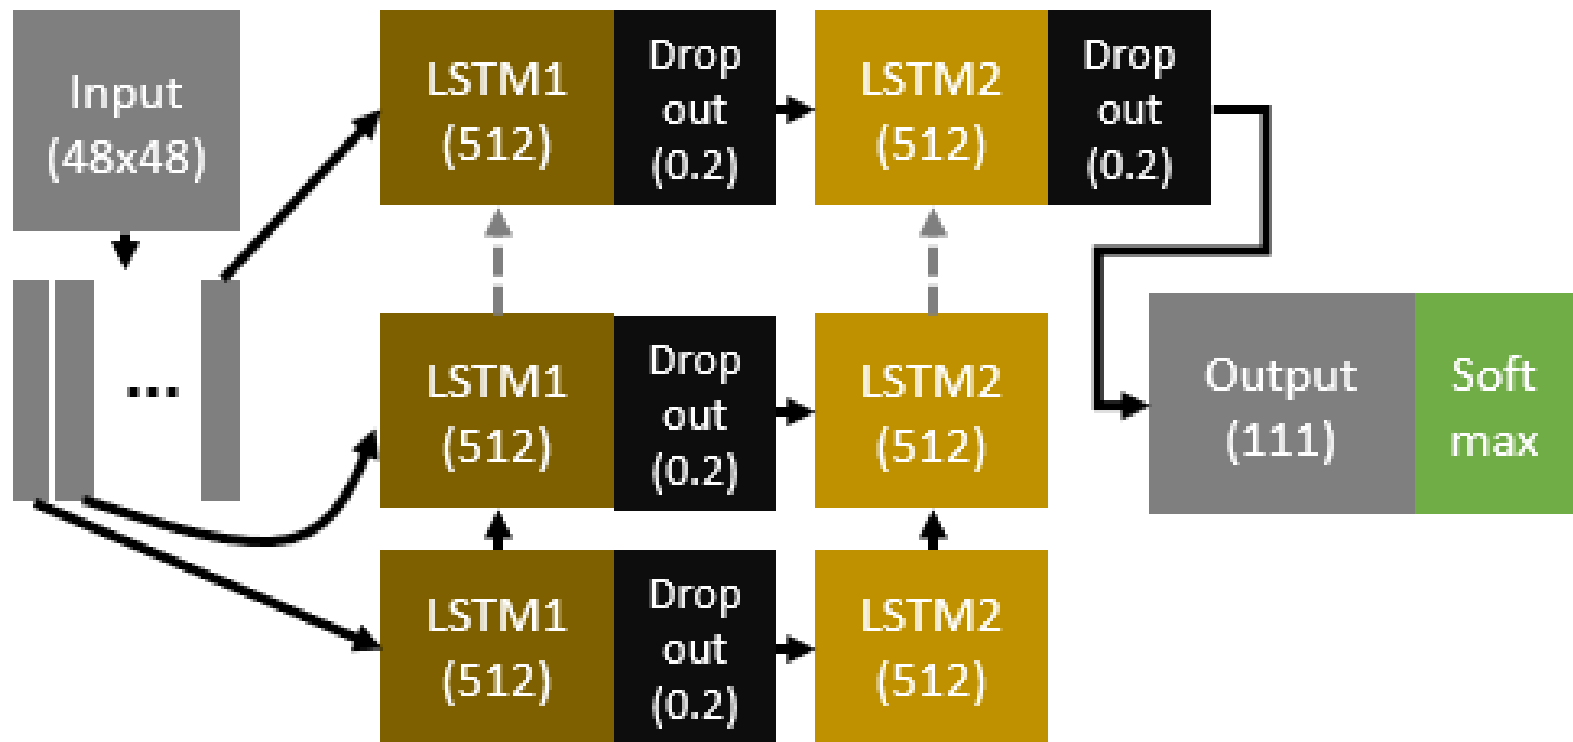 Input
(48x48)
LSTM1
(512)
Drop
out
(0.2)
LSTM2
(512)
Drop
out
(0.2)
...
LSTM1
(512)
Drop
out
(0.2)
LSTM2
(512)
Output
(111)
Soft
max
LSTM1
(512)
Drop
out
(0.2)
LSTM2
(512)